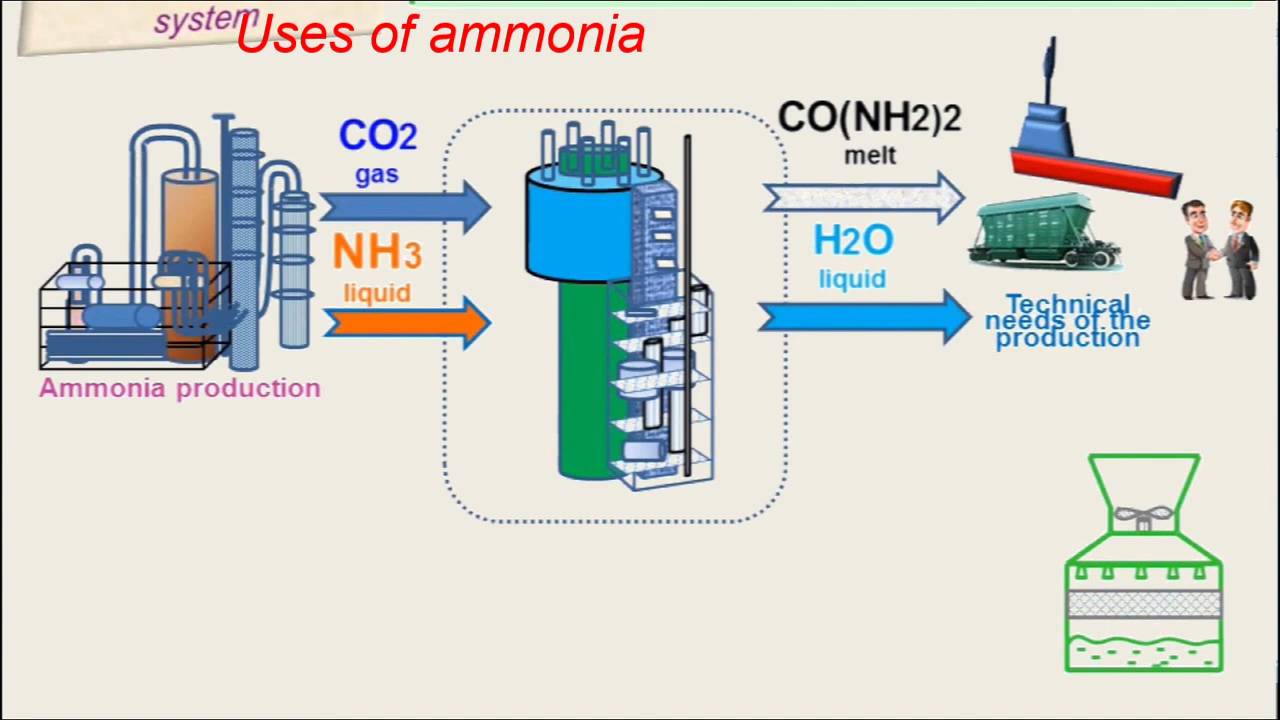 system
Uses of ammonia
CO2
gas
NH3
liquid
Ammonia production
CO(NH2)2
melt
H2O
liquid
Technical
needs of the
production